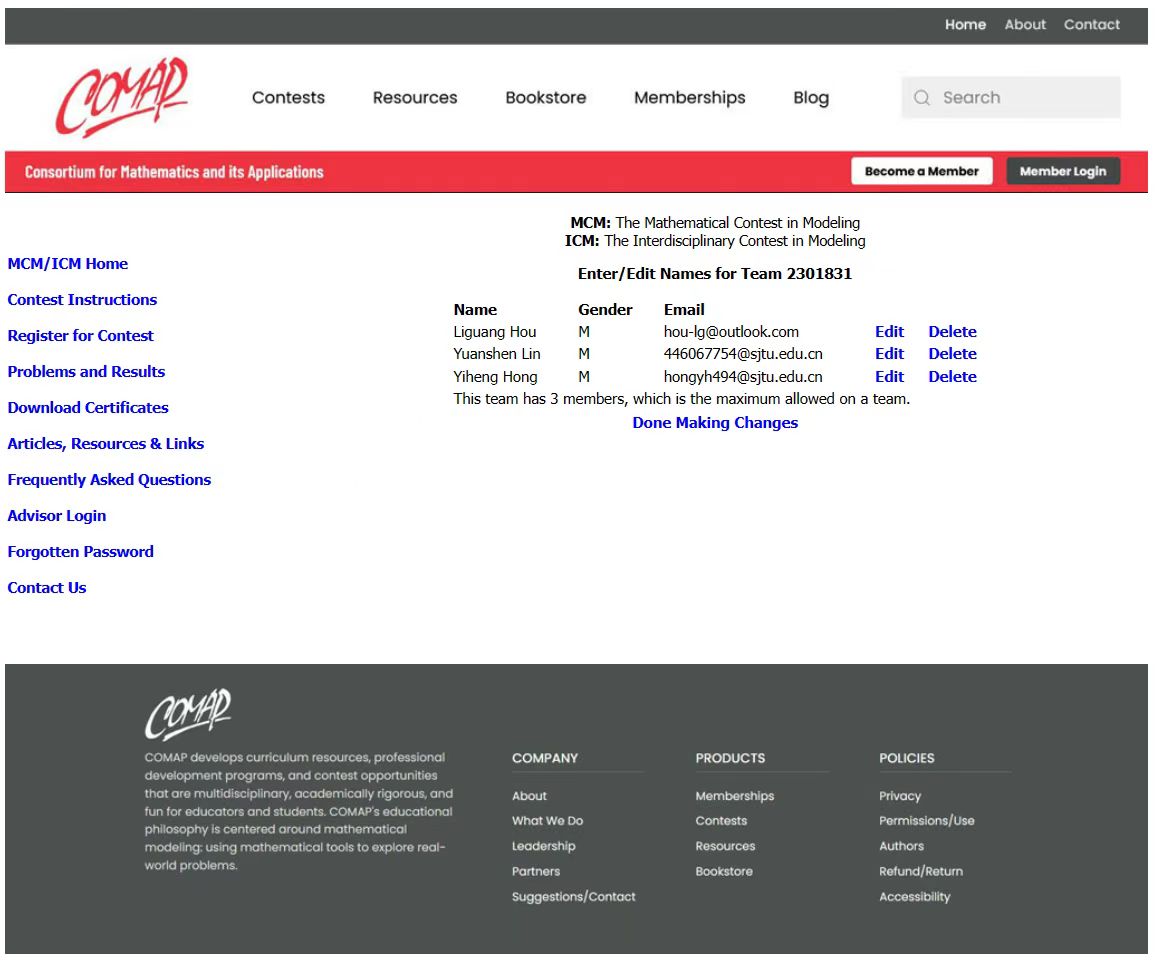 Home About Contact
COMAP
Contests Resources Bookstore Memberships Blog Search
Consortium for Mathematics and its Applications Become a Member Member Login
MCM: The Mathematical Contest in Modeling
ICM: The Interdisciplinary Contest in Modeling
MCM/ICM Home
Contest Instructions
Register for Contest
Problems and Results
Download Certificates
Articles, Resources & Links
Frequently Asked Questions
Advisor Login
Forgotten Password
Contact Us
Enter/Edit Names for Team 2301831
Name Gender Email
Liguang Hou M hou-lg@outlook.com Edit Delete
Yuanshen Lin M 446067754@sjtu.edu.cn Edit Delete
Yiheng Hong M hongyh494@sjtu.edu.cn Edit Delete
This team has 3 members, which is the maximum allowed on a team.
Done Making Changes
COMAP
COMAP develops curriculum resources, professional
development programs, and contest opportunities
that are multidisciplinary, academically rigorous, and
fun for educators and students. COMAP's educational
philosophy is centered around mathematical
modeling: using mathematical tools to explore real-
world problems.
COMPANY
About
What We Do
Leadership
Partners
Suggestions/Contact
PRODUCTS
Memberships
Contests
Resources
Bookstore
POLICIES
Privacy
Permissions/Use
Authors
Refund/Return
Accessibility